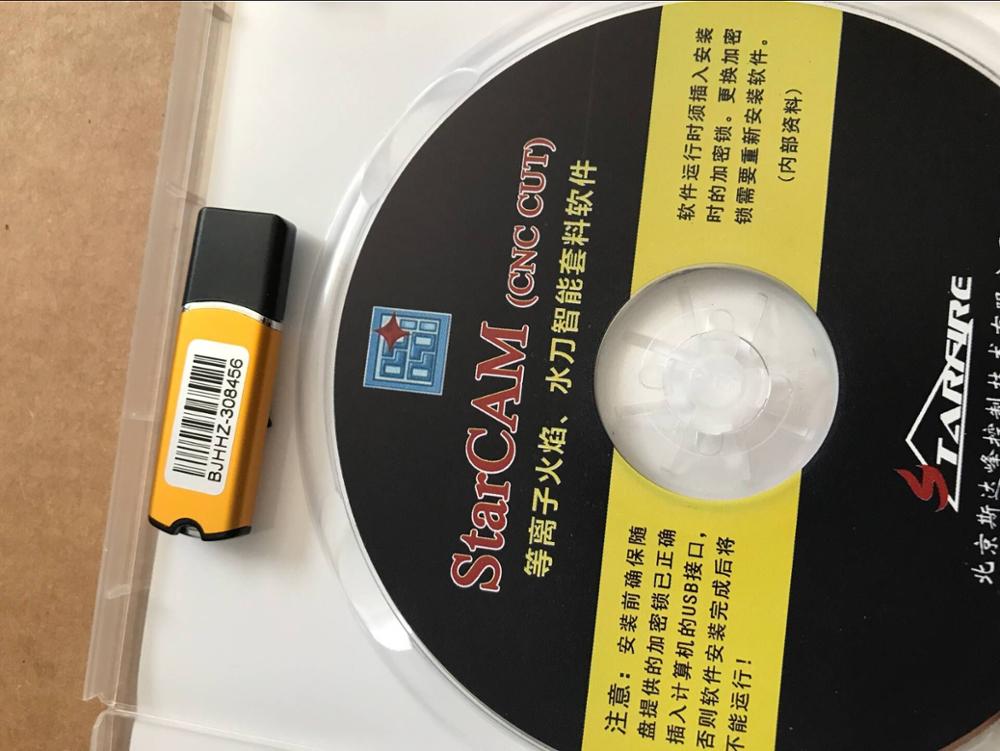 BJHHZ-308456
StarCAM (CNC CUT)
等离子火焰、水刀智能套料软件
注意：安装前确保随
盘提供的加密锁已正确
插入计算机的USB接口，
否则软件安装完成后将
不能运行！
软件运行时须插入安装
时的加密锁。更换加密
锁需要重新安装软件。
（内部资料）
STARFIRE
北京斯达峰控制技术有限